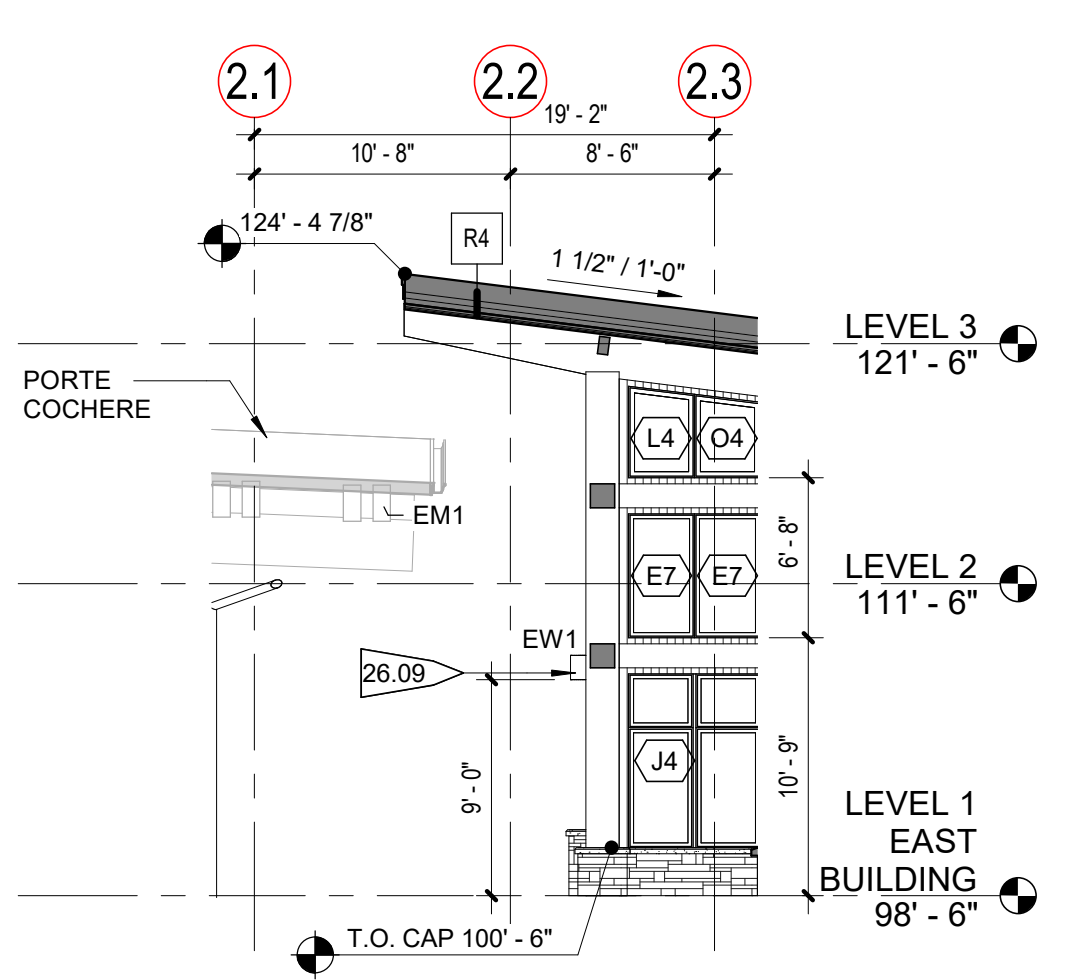 2.1
2.2
2.3
19' - 2"
10' - 8"
8' - 6"
124' - 4 7/8"
R4
1 1/2" / 1'-0"
LEVEL 3
121' - 6"
PORTE
COCHERE
L4
O4
EM1
6' - 8"
E7
E7
LEVEL 2
111' - 6"
EW1
26.09
J4
9' - 0"
10' - 9"
LEVEL 1
EAST
BUILDING
98' - 6"
T.O. CAP 100' - 6"